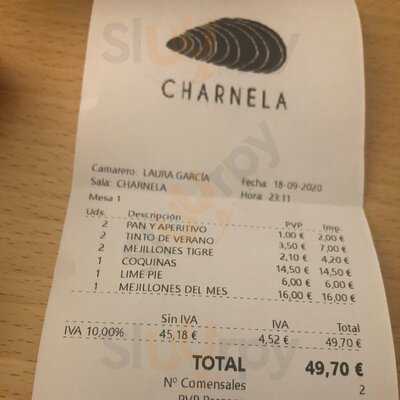 CHARNELA
Camarero: LAURA GARCÍA Fecha: 18-09-2020
Sala: CHARNELA Hora: 23:11
Mesa 1
Uds. Descripción PVP Imp.
2 PAN Y APERITIVO 1,00 € 2,00 €
2 TINTO DE VERANO 3,50 € 7,00 €
2 MEJILLONES TIGRE 2,10 € 4,20 €
1 COQUINAS 14,50 € 14,50 €
1 LIME PIE 6,00 € 6,00 €
1 MEJILLONES DEL MES 16,00 € 16,00 €
Sin IVA IVA Total
IVA 10,00% 45,18 € 4,52 € 49,70 €
TOTAL 49,70 €
Nº Comensales 2